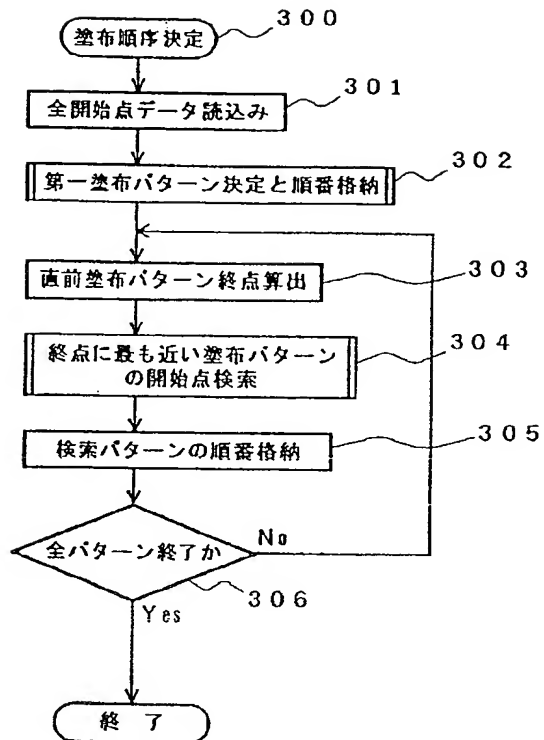 塗布順序決定
300
全開始点データ読込み
301
第一塗布パターン決定と順番格納
302
直前塗布パターン終点算出
303
終点に最も近い塗布パターン
の開始点検索
304
検索パターンの順番格納
305
全パターン終了か
No
306
Yes
終了